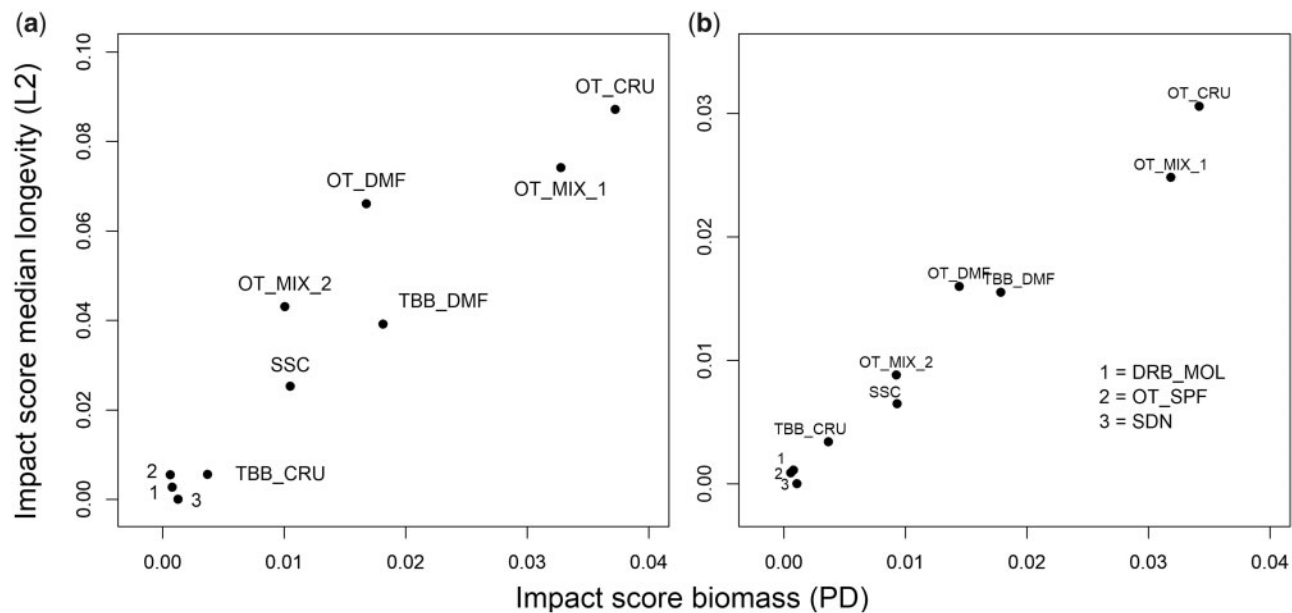 (a)
Impact score median longevity (L2)
0.10
0.08
0.06
0.04
0.02
0.00
OT_CRU
OT_MIX_1
OT_DMF
OT_MIX_2
TBB_DMF
SSC
TBB_CRU
2
1
3
0.00 0.01 0.02 0.03 0.04
(b)
0.03
0.02
0.01
0.00
OT_CRU
OT_MIX_1
OT_DMF
TBB_DMF
OT_MIX_2
SSC
TBB_CRU
1
2
3
1 = DRB_MOL
2 = OT_SPF
3 = SDN
0.00 0.01 0.02 0.03 0.04
Impact score biomass (PD)